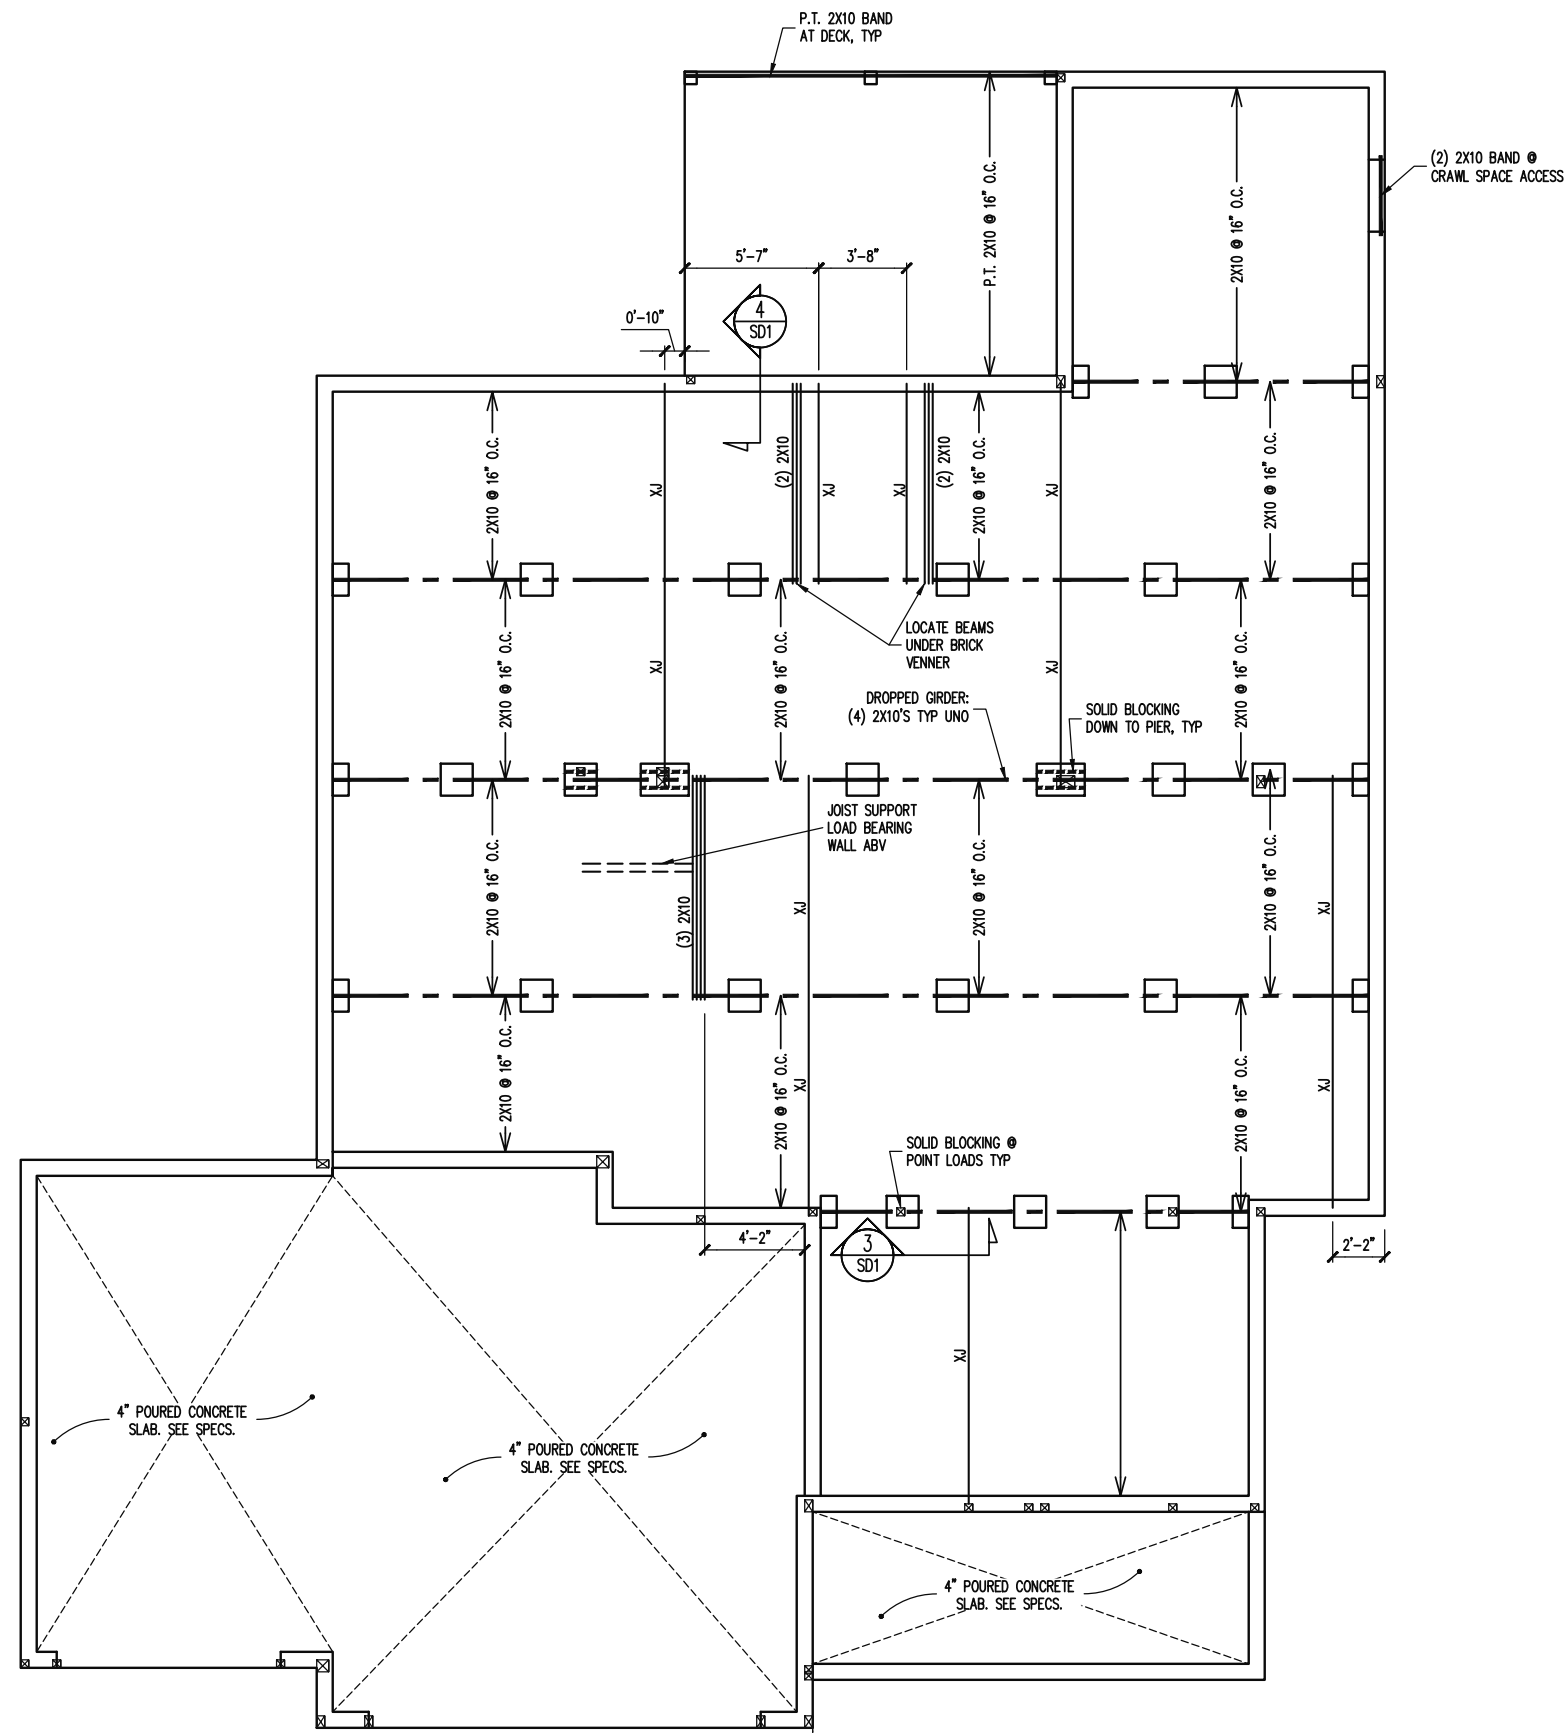 P.T. 2X10 BAND
AT DECK, TYP
(2) 2X10 BAND @
CRAWL SPACE ACCESS
P.T. 2X10 @ 16" O.C.
2X10 @ 16" O.C.
5'-7"
3'-8"
0'-10"
4
SD1
2X10 @ 16" O.C.
(2) 2X10
XJ
XJ
XJ
(2) 2X10
2X10 @ 16" O.C.
XJ
2X10 @ 16" O.C.
LOCATE BEAMS
UNDER BRICK
VENNER
2X10 @ 16" O.C.
XJ
2X10 @ 16" O.C.
XJ
2X10 @ 16" O.C.
DROPPED GIRDER:
(4) 2X10'S TYP UNO
SOLID BLOCKING
DOWN TO PIER, TYP
JOIST SUPPORT
LOAD BEARING
WALL ABV
2X10 @ 16" O.C.
(3) 2X10
XJ
2X10 @ 16" O.C.
2X10 @ 16" O.C.
XJ
2X10 @ 16" O.C.
2X10 @ 16" O.C.
XJ
2X10 @ 16" O.C.
XJ
SOLID BLOCKING @
POINT LOADS TYP
4'-2"
3
SD1
2'-2"
XJ
4" POURED CONCRETE
SLAB. SEE SPECS.
4" POURED CONCRETE
SLAB. SEE SPECS.
4" POURED CONCRETE
SLAB. SEE SPECS.